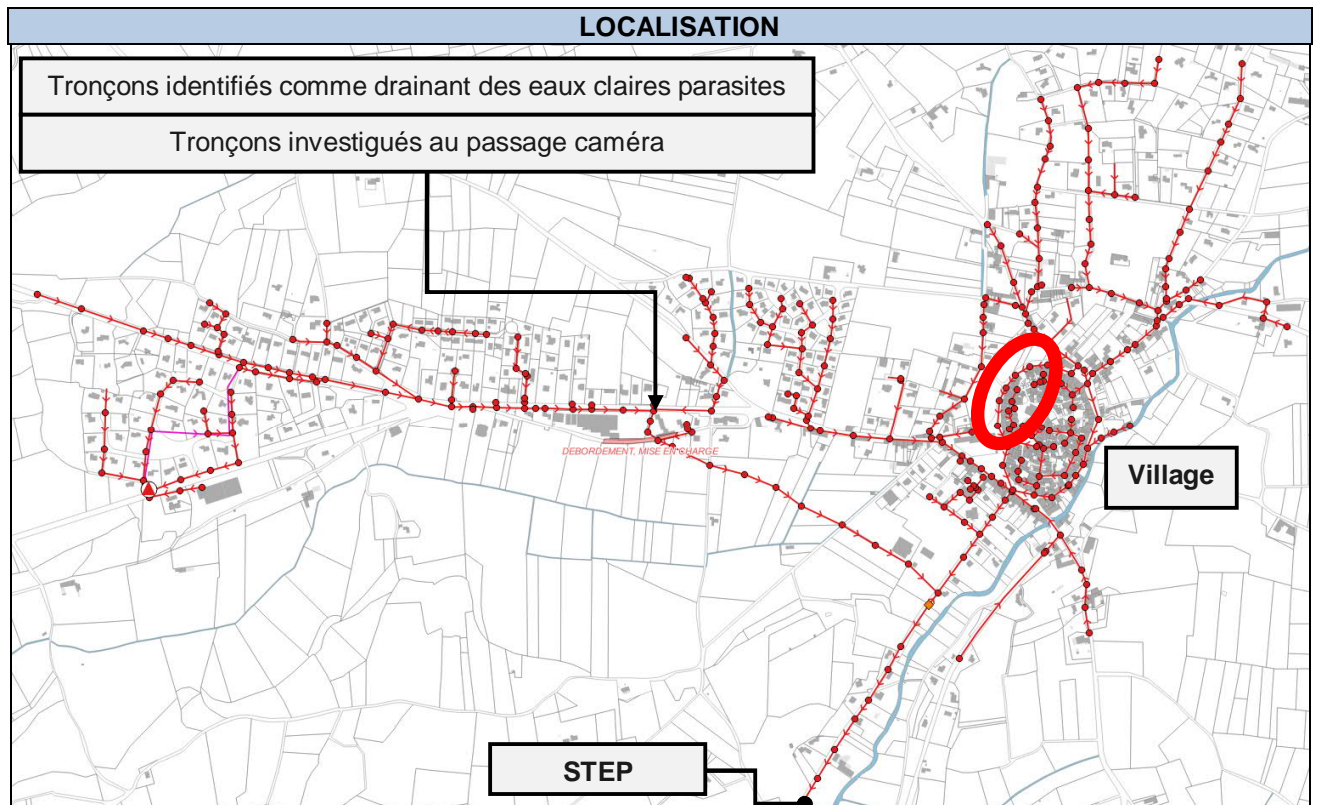 LOCALISATION
Tronçons identifiés comme drainant des eaux claires parasites
Tronçons investigués au passage caméra
DEBORDEMENT, MISE EN CHARGE
Village
STEP